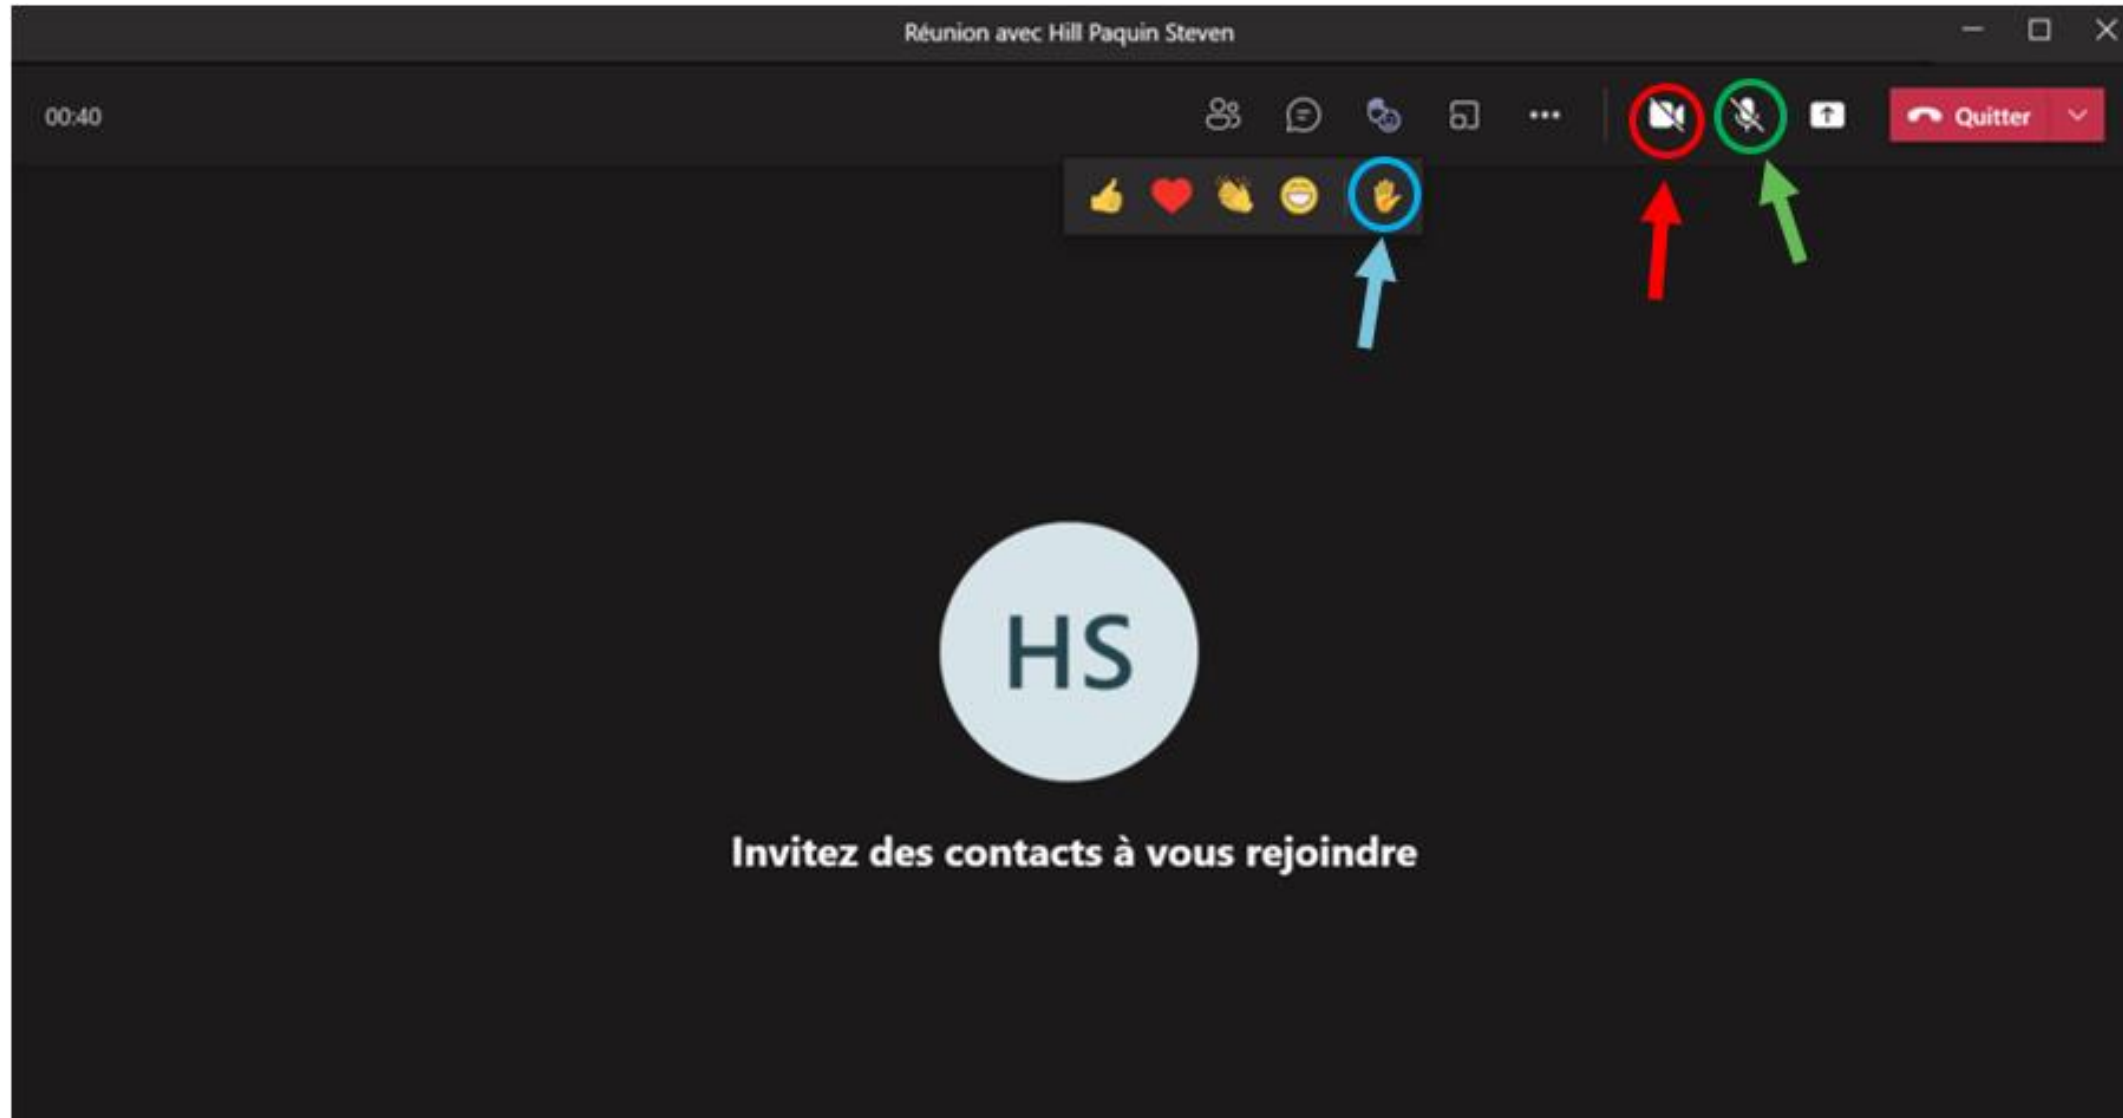 Réunion avec Hill Paquin Steven
00:40
Quitter
HS
Invitez des contacts à vous rejoindre